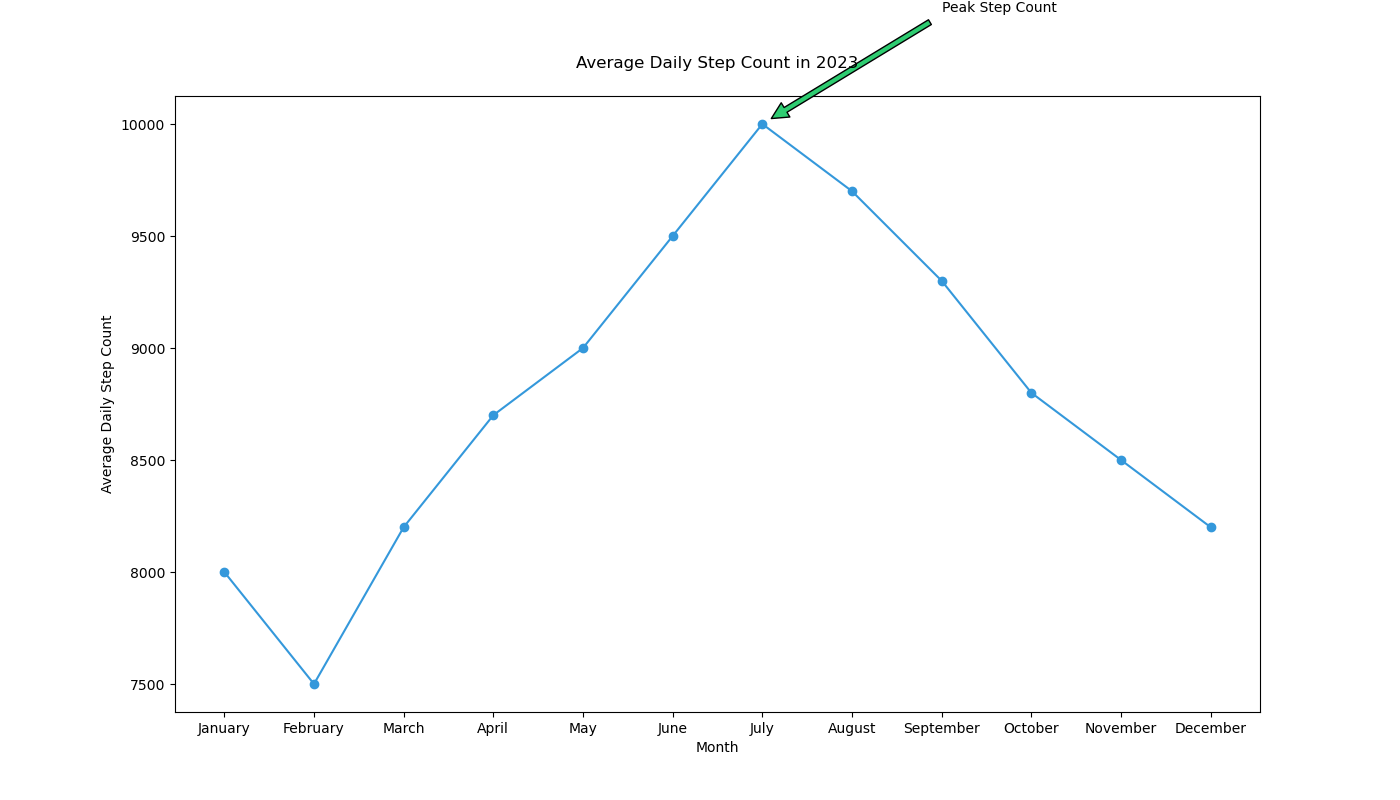 Peak Step Count
Average Daily Step Count in 2023
Average Daily Step Count
10000
9500
9000
8500
8000
7500
January February March April May June July August September October November December
Month